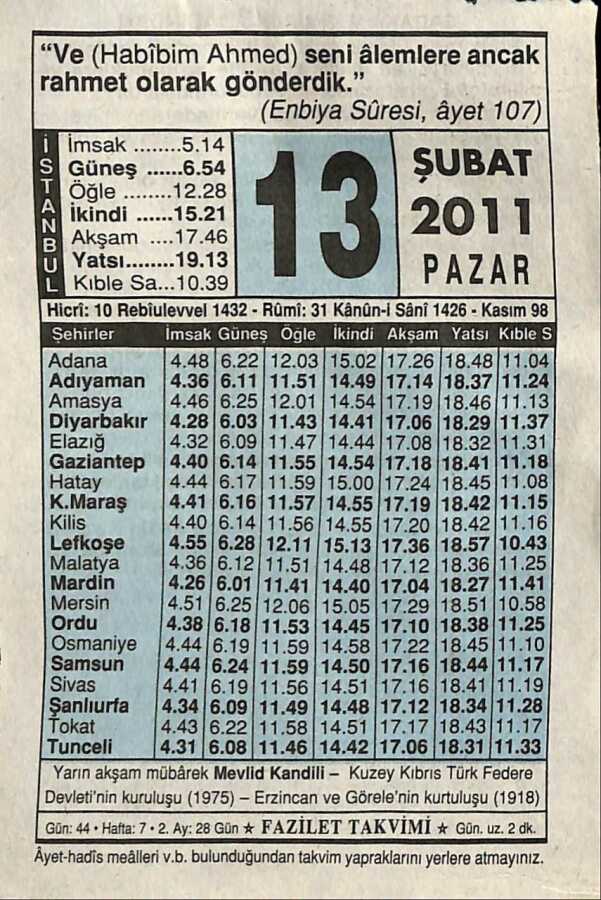 “Ve (Habîbim Ahmed) seni âlemlere ancak
rahmet olarak gönderdik.”
(Enbiya Sûresi, âyet 107)
İSTANBUL
İmsak ........5.14
Güneş ......6.54
Öğle ........12.28
İkindi ......15.21
Akşam ....17.46
Yatsı........19.13
Kıble Sa...10.39
13
ŞUBAT
2011
PAZAR
Hicrî: 10 Rebîulevvel 1432 - Rûmî: 31 Kânûn-i Sânî 1426 - Kasım 98
Şehirler İmsak Güneş Öğle İkindi Akşam Yatsı Kıble S
Adana 4.48 6.22 12.03 15.02 17.26 18.48 11.04
Adıyaman 4.36 6.11 11.51 14.49 17.14 18.37 11.24
Amasya 4.46 6.25 12.01 14.54 17.19 18.46 11.13
Diyarbakır 4.28 6.03 11.43 14.41 17.06 18.29 11.37
Elazığ 4.32 6.09 11.47 14.44 17.08 18.32 11.31
Gaziantep 4.40 6.14 11.55 14.54 17.18 18.41 11.18
Hatay 4.44 6.17 11.59 15.00 17.24 18.45 11.08
K.Maraş 4.41 6.16 11.57 14.55 17.19 18.42 11.15
Kilis 4.40 6.14 11.56 14.55 17.20 18.42 11.16
Lefkoşe 4.55 6.28 12.11 15.13 17.36 18.57 10.43
Malatya 4.36 6.12 11.51 14.48 17.12 18.36 11.25
Mardin 4.26 6.01 11.41 14.40 17.04 18.27 11.41
Mersin 4.51 6.25 12.06 15.05 17.29 18.51 10.58
Ordu 4.38 6.18 11.53 14.45 17.10 18.38 11.25
Osmaniye 4.44 6.19 11.59 14.58 17.22 18.45 11.10
Samsun 4.44 6.24 11.59 14.50 17.16 18.44 11.17
Sivas 4.41 6.19 11.56 14.51 17.16 18.41 11.19
Şanlıurfa 4.34 6.09 11.49 14.48 17.12 18.34 11.28
Tokat 4.43 6.22 11.58 14.51 17.17 18.43 11.17
Tunceli 4.31 6.08 11.46 14.42 17.06 18.31 11.33
Yarın akşam mübârek Mevlid Kandili – Kuzey Kıbrıs Türk Federe
Devleti'nin kuruluşu (1975) – Erzincan ve Görele'nin kurtuluşu (1918)
Gün: 44 • Hafta: 7 • 2. Ay: 28 Gün ★ FAZİLET TAKVİMİ ★ Gün. uz. 2 dk.
Âyet-hadîs meâlleri v.b. bulunduğundan takvim yapraklarını yerlere atmayınız.